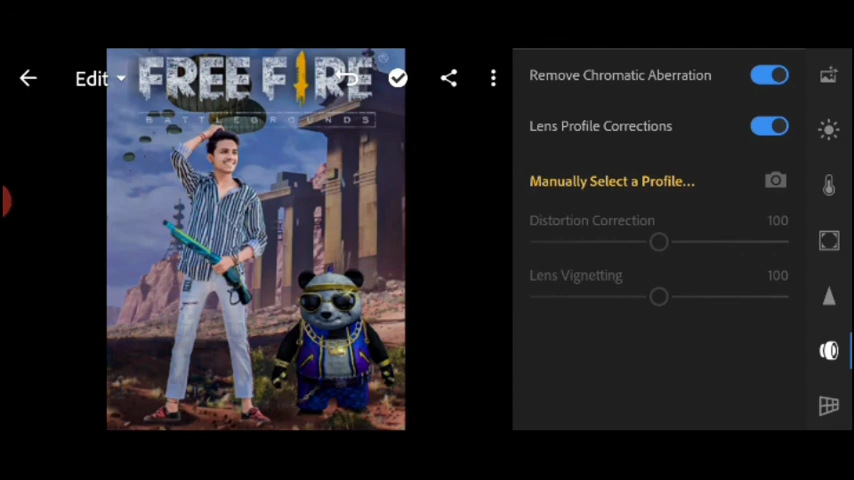 Edit
FREE FIRE
BATTLEGROUNDS
Remove Chromatic Aberration
Lens Profile Corrections
Manually Select a Profile...
Distortion Correction 100
Lens Vignetting 100